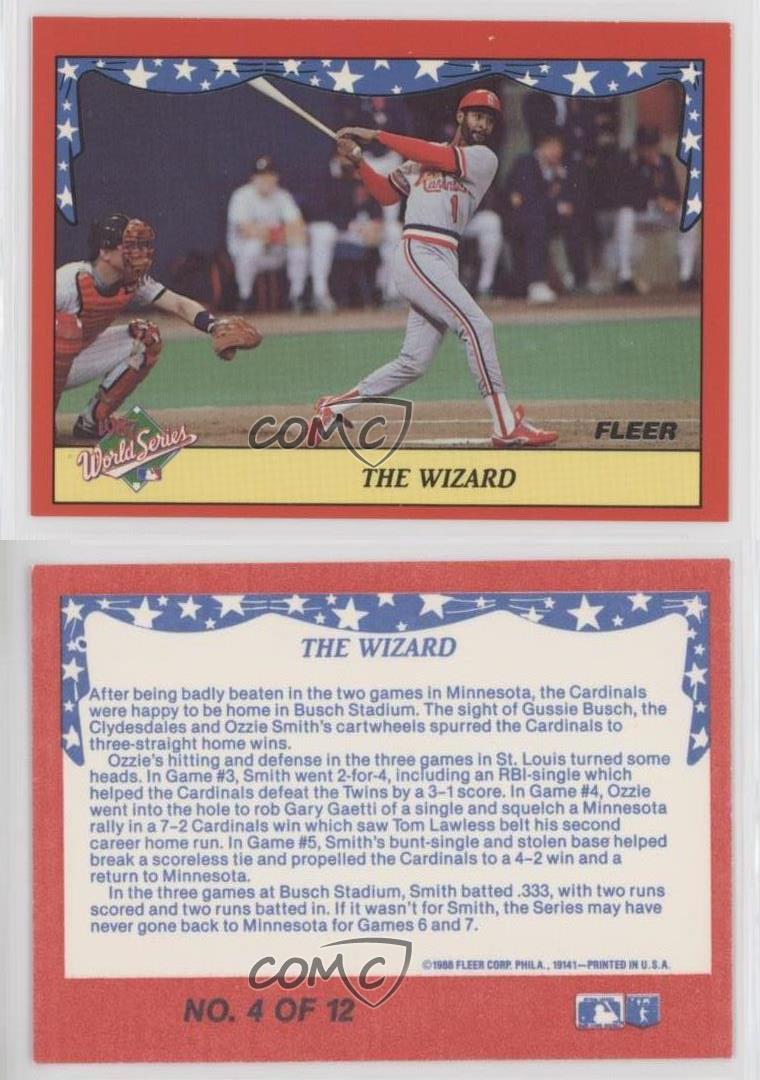 Cardinals
1
1987
World Series
FLEER
THE WIZARD
COMC
THE WIZARD
After being badly beaten in the two games in Minnesota, the Cardinals
were happy to be home in Busch Stadium. The sight of Gussie Busch, the
Clydesdales and Ozzie Smith's cartwheels spurred the Cardinals to
three-straight home wins.
Ozzie's hitting and defense in the three games in St. Louis turned some
heads. In Game #3, Smith went 2-for-4, including an RBI-single which
helped the Cardinals defeat the Twins by a 3-1 score. In Game #4, Ozzie
went into the hole to rob Gary Gaetti of a single and squelch a Minnesota
rally in a 7-2 Cardinals win which saw Tom Lawless belt his second
career home run. In Game #5, Smith's bunt-single and stolen base helped
break a scoreless tie and propelled the Cardinals to a 4-2 win and a
return to Minnesota.
In the three games at Busch Stadium, Smith batted .333, with two runs
scored and two runs batted in. If it wasn't for Smith, the Series may have
never gone back to Minnesota for Games 6 and 7.
©1988 FLEER CORP. PHILA., 19141—PRINTED IN U.S.A.
COMC
NO. 4 OF 12